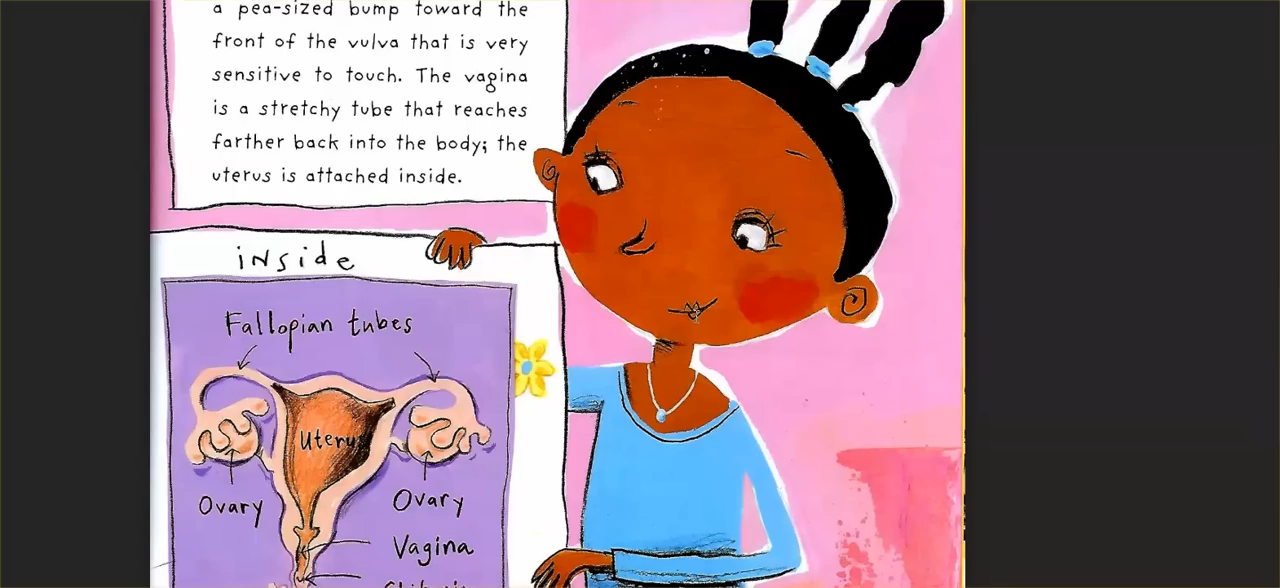 a pea-sized bump toward the
front of the vulva that is very
sensitive to touch. The vagina
is a stretchy tube that reaches
farther back into the body; the
uterus is attached inside.
inside
Fallopian tubes
Uterus
Ovary
Ovary
Vagina